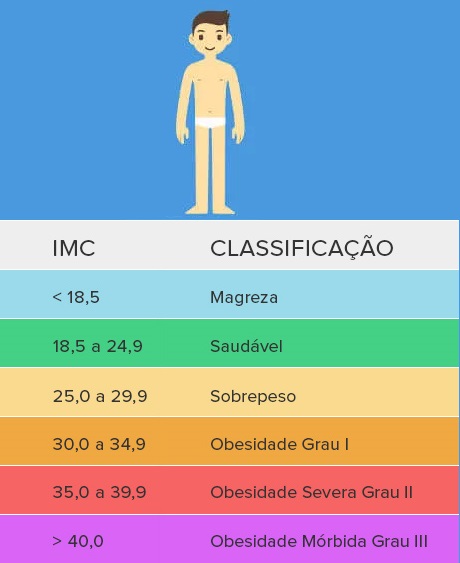 IMC CLASSIFICAÇÃO
< 18,5 Magreza
18,5 a 24,9 Saudável
25,0 a 29,9 Sobrepeso
30,0 a 34,9 Obesidade Grau I
35,0 a 39,9 Obesidade Severa Grau II
> 40,0 Obesidade Mórbida Grau III